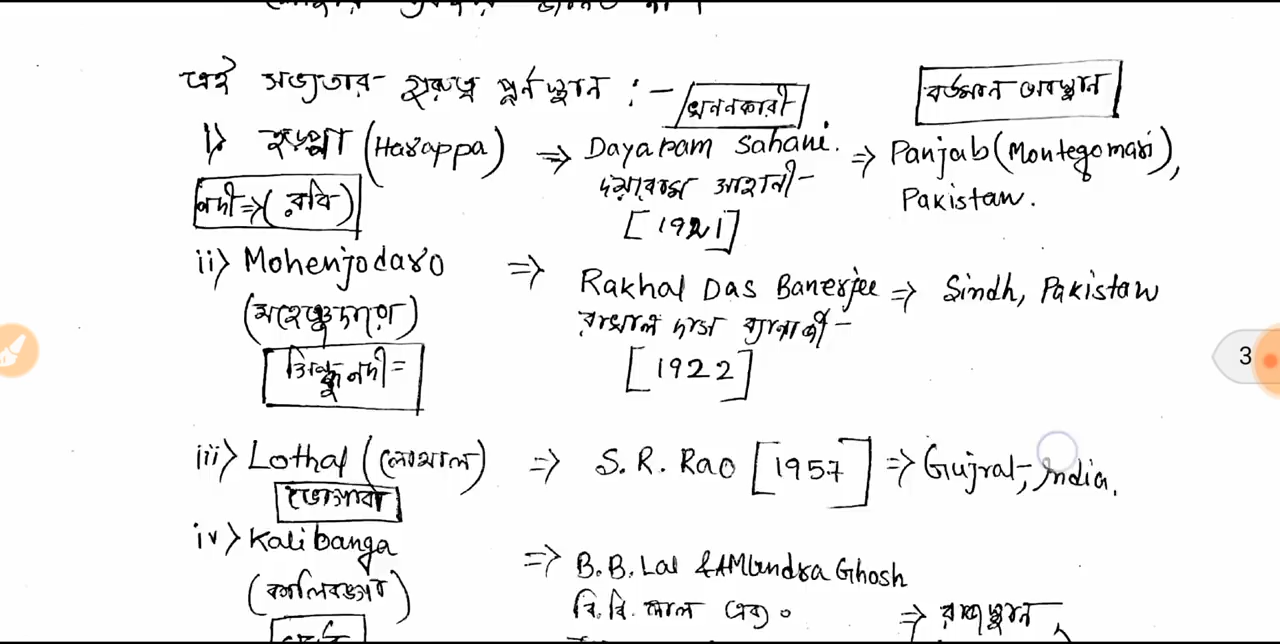 এই সভ্যতার গুরুত্ব পূর্ন স্থান :- খননকারী বর্তমান অবস্থান
i) হরপ্পা (Harappa) ⇒ Dayaram Sahani. ⇒ Panjab (Montegomari),
নদী ⇒ (রবি) দয়ারাম সাহানী Pakistan.
[1921]
ii) Mohenjodaro ⇒ Rakhal Das Banerjee ⇒ Sindh, Pakistan
(মহেঞ্জুদারো) রাখাল দাস ব্যানার্জী
সিন্ধু নদী = [1922]
iii) Lothal (লোথাল) ⇒ S. R. Rao [1957] ⇒ Gujrat, India.
ভোগাবা
iv) Kalibanga ⇒ B.B. Lal & AMlendra Ghosh
(কালিবঙ্গান) বি. বি. লাল এবং ⇒ রাজস্থান
3